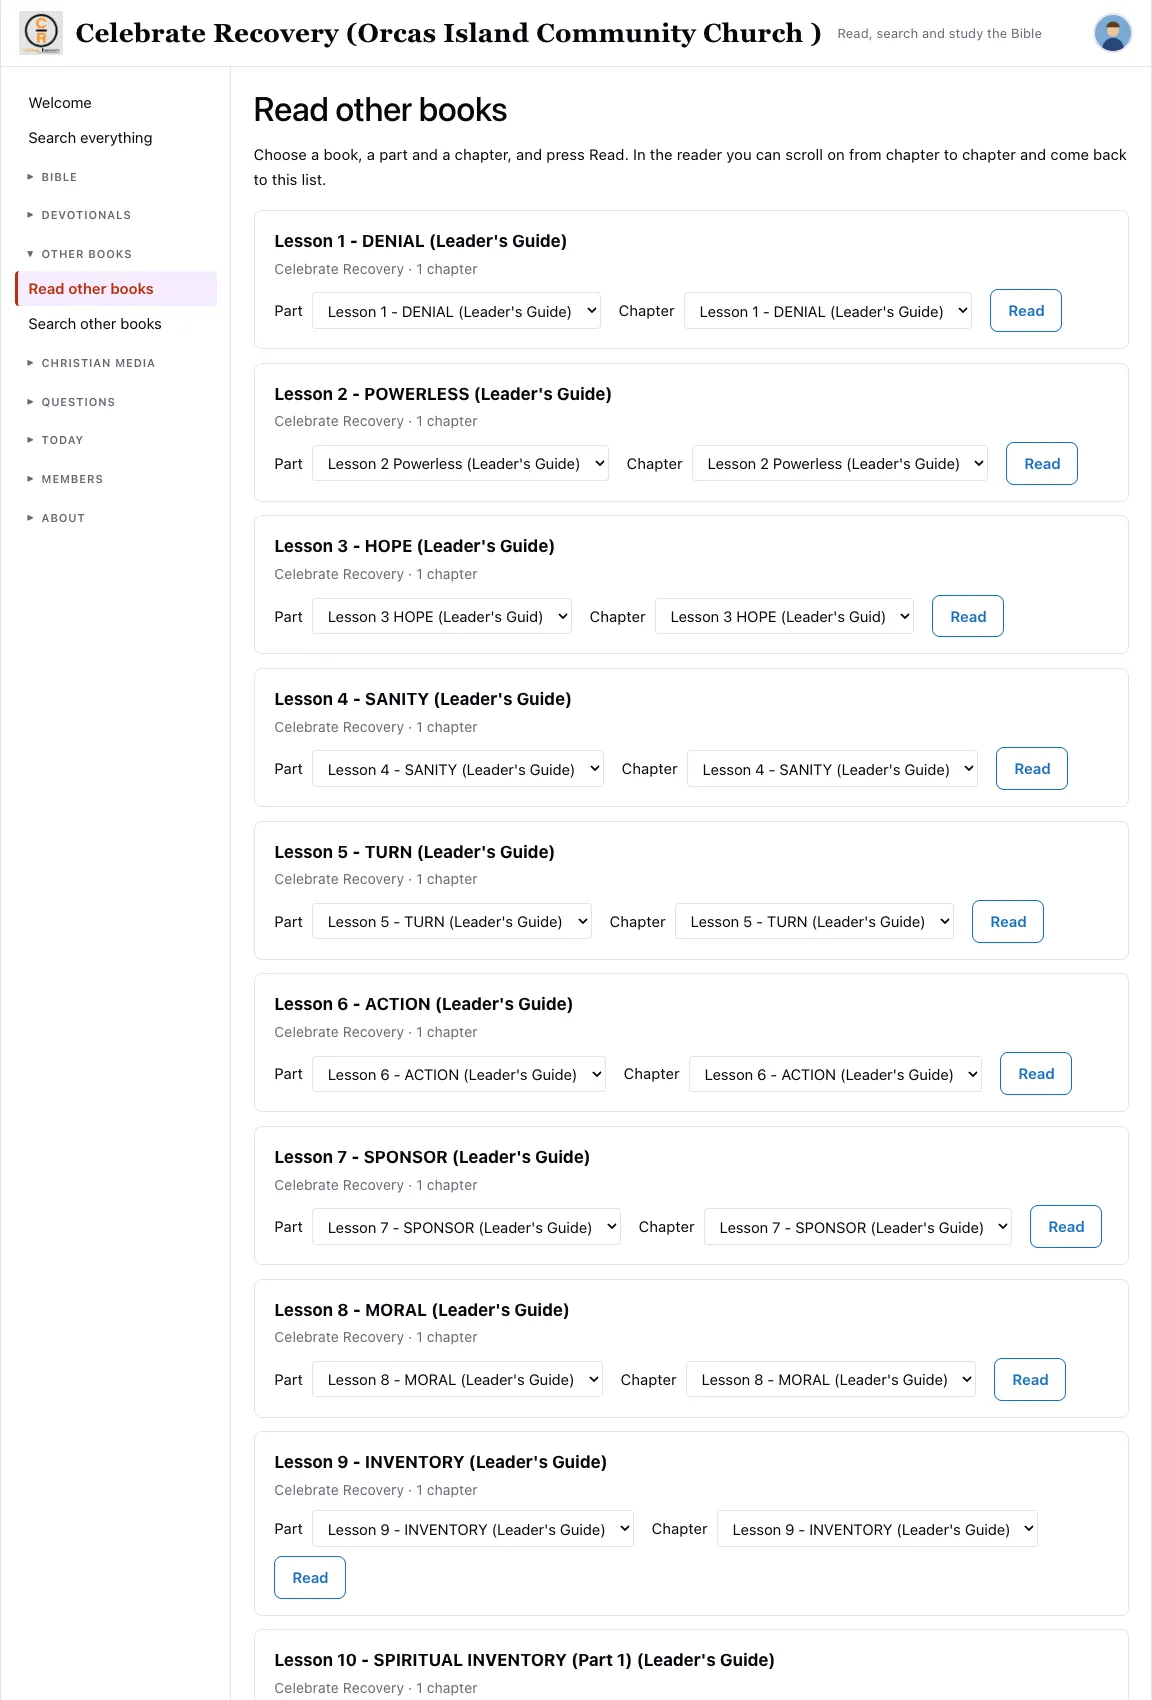 Celebrate Recovery (Orcas Island Community Church )
Read, search and study the Bible
Welcome
Search everything
BIBLE
DEVOTIONALS
OTHER BOOKS
Read other books
Search other books
CHRISTIAN MEDIA
QUESTIONS
TODAY
MEMBERS
ABOUT
Read other books
Choose a book, a part and a chapter, and press Read. In the reader you can scroll on from chapter to chapter and come back
to this list.
Lesson 1 - DENIAL (Leader's Guide)
Celebrate Recovery · 1 chapter
Part Lesson 1 - DENIAL (Leader's Guide) Chapter Lesson 1 - DENIAL (Leader's Guide) Read
Lesson 2 - POWERLESS (Leader's Guide)
Celebrate Recovery · 1 chapter
Part Lesson 2 Powerless (Leader's Guide) Chapter Lesson 2 Powerless (Leader's Guide) Read
Lesson 3 - HOPE (Leader's Guide)
Celebrate Recovery · 1 chapter
Part Lesson 3 HOPE (Leader's Guid) Chapter Lesson 3 HOPE (Leader's Guid) Read
Lesson 4 - SANITY (Leader's Guide)
Celebrate Recovery · 1 chapter
Part Lesson 4 - SANITY (Leader's Guide) Chapter Lesson 4 - SANITY (Leader's Guide) Read
Lesson 5 - TURN (Leader's Guide)
Celebrate Recovery · 1 chapter
Part Lesson 5 - TURN (Leader's Guide) Chapter Lesson 5 - TURN (Leader's Guide) Read
Lesson 6 - ACTION (Leader's Guide)
Celebrate Recovery · 1 chapter
Part Lesson 6 - ACTION (Leader's Guide) Chapter Lesson 6 - ACTION (Leader's Guide) Read
Lesson 7 - SPONSOR (Leader's Guide)
Celebrate Recovery · 1 chapter
Part Lesson 7 - SPONSOR (Leader's Guide) Chapter Lesson 7 - SPONSOR (Leader's Guide) Read
Lesson 8 - MORAL (Leader's Guide)
Celebrate Recovery · 1 chapter
Part Lesson 8 - MORAL (Leader's Guide) Chapter Lesson 8 - MORAL (Leader's Guide) Read
Lesson 9 - INVENTORY (Leader's Guide)
Celebrate Recovery · 1 chapter
Part Lesson 9 - INVENTORY (Leader's Guide) Chapter Lesson 9 - INVENTORY (Leader's Guide)
Read
Lesson 10 - SPIRITUAL INVENTORY (Part 1) (Leader's Guide)
Celebrate Recovery · 1 chapter